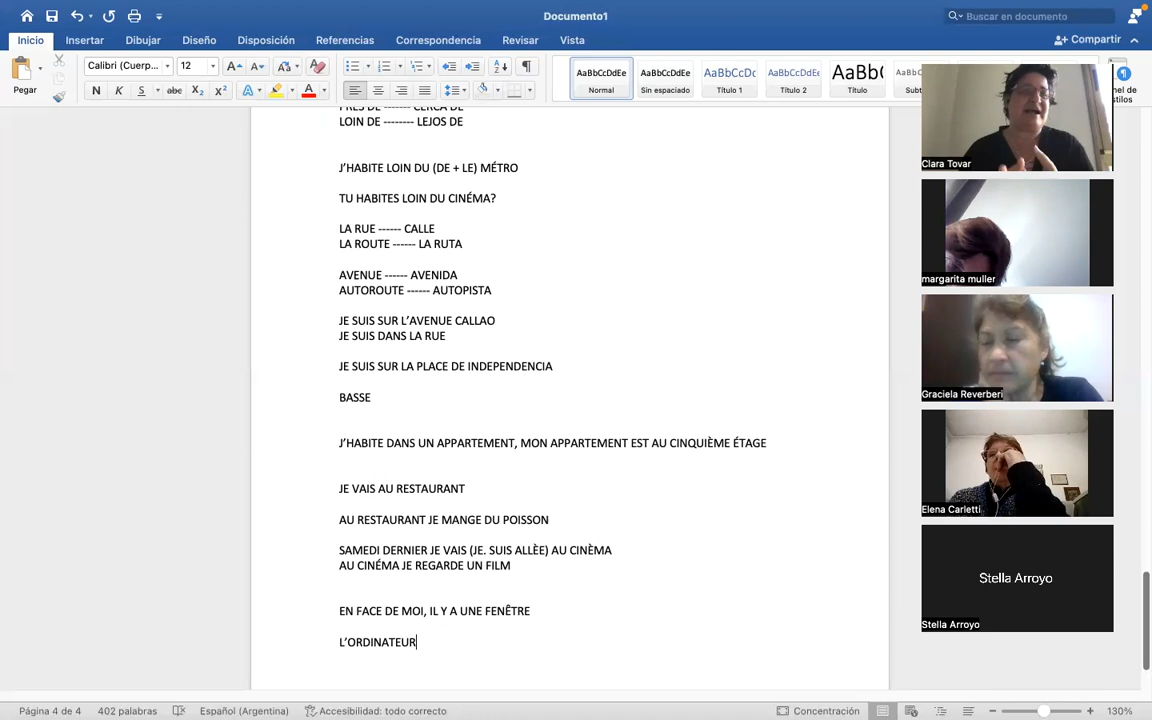 Documento1
Buscar en documento
Inicio Insertar Dibujar Diseño Disposición Referencias Correspondencia Revisar Vista
Compartir
Pegar
Calibri (Cuerp... 12
N K S abc X₂ X²
AaBbCcDdEe AaBbCcDdEe AaBbCcDc AaBbCcDdEe AaBb(
Normal Sin espaciado Título 1 Título 2 Título
PRÈS DE ------- CERCA DE
LOIN DE -------- LEJOS DE
J’HABITE LOIN DU (DE + LE) MÉTRO
TU HABITES LOIN DU CINÉMA?
LA RUE ------ CALLE
LA ROUTE ------ LA RUTA
AVENUE ------ AVENIDA
AUTOROUTE ------ AUTOPISTA
JE SUIS SUR L’AVENUE CALLAO
JE SUIS DANS LA RUE
JE SUIS SUR LA PLACE DE INDEPENDENCIA
BASSE
J’HABITE DANS UN APPARTEMENT, MON APPARTEMENT EST AU CINQUIÈME ÉTAGE
JE VAIS AU RESTAURANT
AU RESTAURANT JE MANGE DU POISSON
SAMEDI DERNIER JE VAIS (JE. SUIS ALLÈE) AU CINÈMA
AU CINÉMA JE REGARDE UN FILM
EN FACE DE MOI, IL Y A UNE FENÊTRE
L’ORDINATEUR
Clara Tovar
margarita muller
Graciela Reverberi
Elena Carletti
Stella Arroyo
Stella Arroyo
Página 4 de 4 402 palabras Español (Argentina) Accesibilidad: todo correcto Concentración 130%